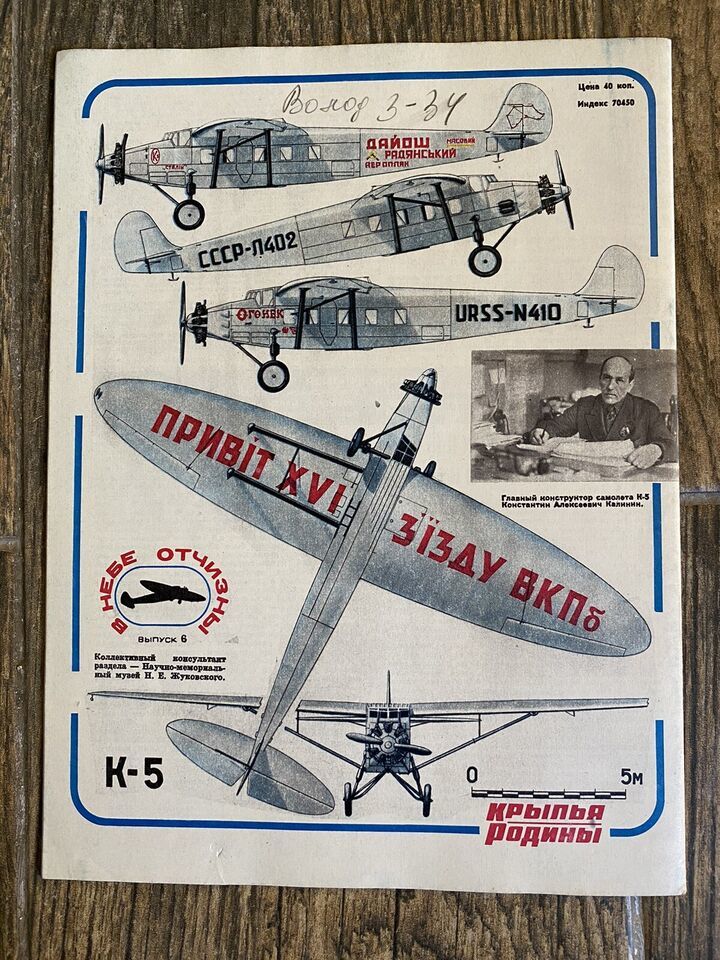 Цена 40 коп.
Индекс 70450
3-34
ДАЙОШ
МАСОВИЙ
РАДЯНСЬКИЙ
АЕРОПЛАН
СССР-Л402
URSS-N410
ПРИВІТ XVI
ЗЇЗДУ ВКПб
Главный конструктор самолета К-5
Константин Алексеевич Калинин.
В НЕБЕ ОТЧИЗНЫ
ВЫПУСК 6
Коллективный консультант
раздела — Научно-мемориаль-
ный музей Н. Е. Жуковского.
К-5
0 5м
КРЫЛЬЯ
РОДИНЫ